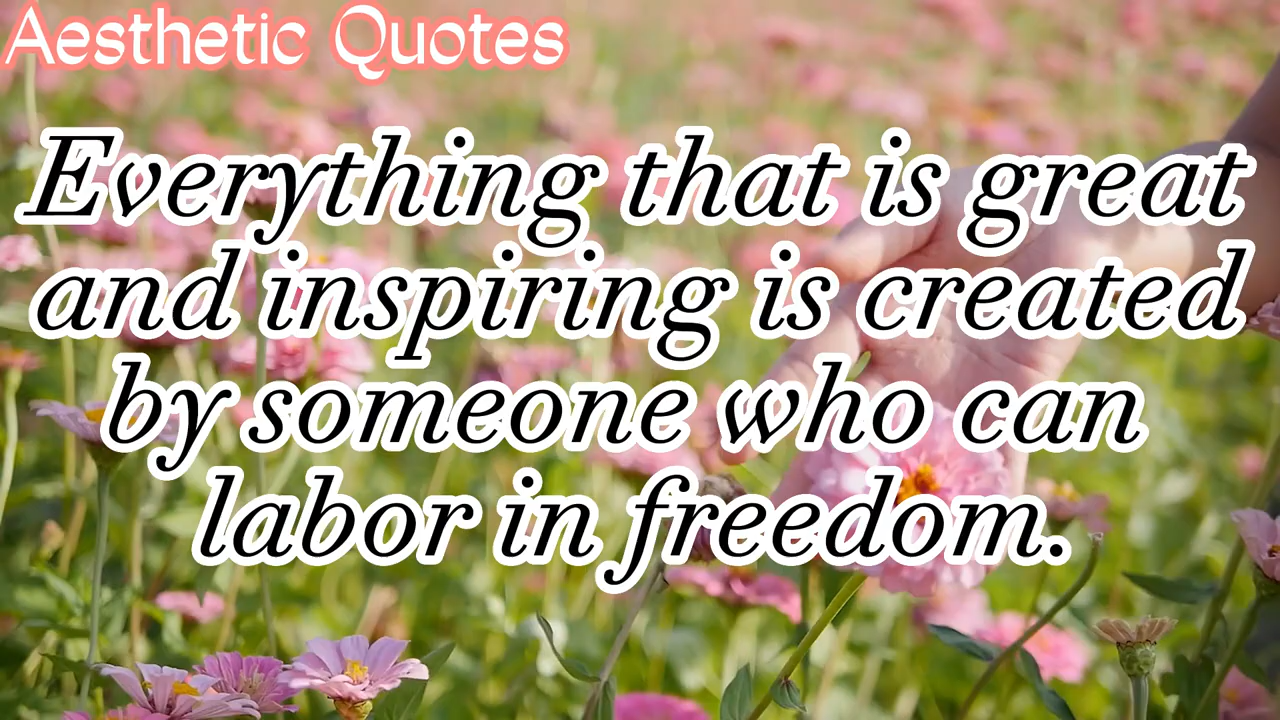 Aesthetic Quotes
Everything that is great
and inspiring is created
by someone who can
labor in freedom.